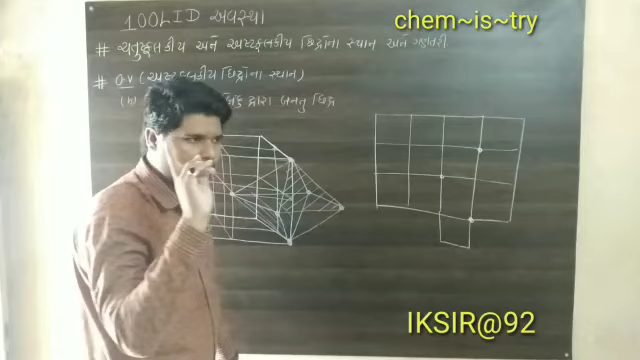 100LID અવસ્થા
chem~is~try
# ચતુષ્ફલકીય અને અષ્ટફલકીય છિદ્રોના સ્થાન અને ગણતરી
# O.V (અષ્ટફલકીય છિદ્રોના સ્થાન)
દ્વારા બનતુ છિદ્ર
IKSIR@92